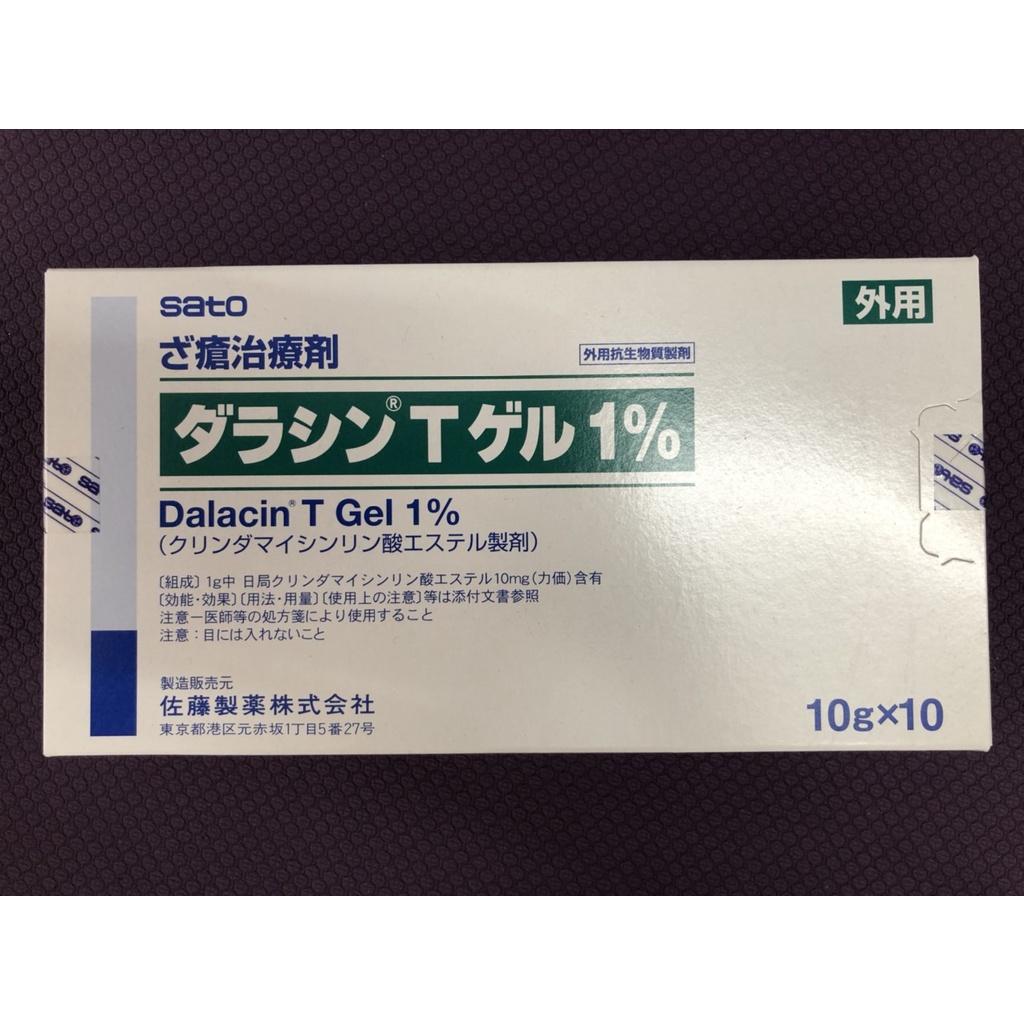 sato
外用
ざ瘡治療剤
外用抗生物質製剤
ダラシン®Tゲル1%
Dalacin® T Gel 1%
(クリンダマイシンリン酸エステル製剤)
〔組成〕1g中 日局クリンダマイシンリン酸エステル10mg(力価)含有
〔効能・効果〕〔用法・用量〕〔使用上の注意〕等は添付文書参照
注意－医師等の処方箋により使用すること
注意：目には入れないこと
製造販売元
佐藤製薬株式会社
東京都港区元赤坂1丁目5番27号
10g×10
sato
sato